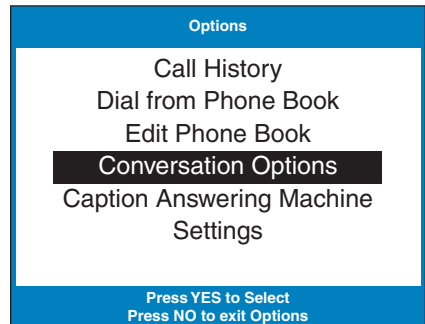 Options
Call History
Dial from Phone Book
Edit Phone Book
Conversation Options
Caption Answering Machine
Settings
Press YES to Select
Press NO to exit Options